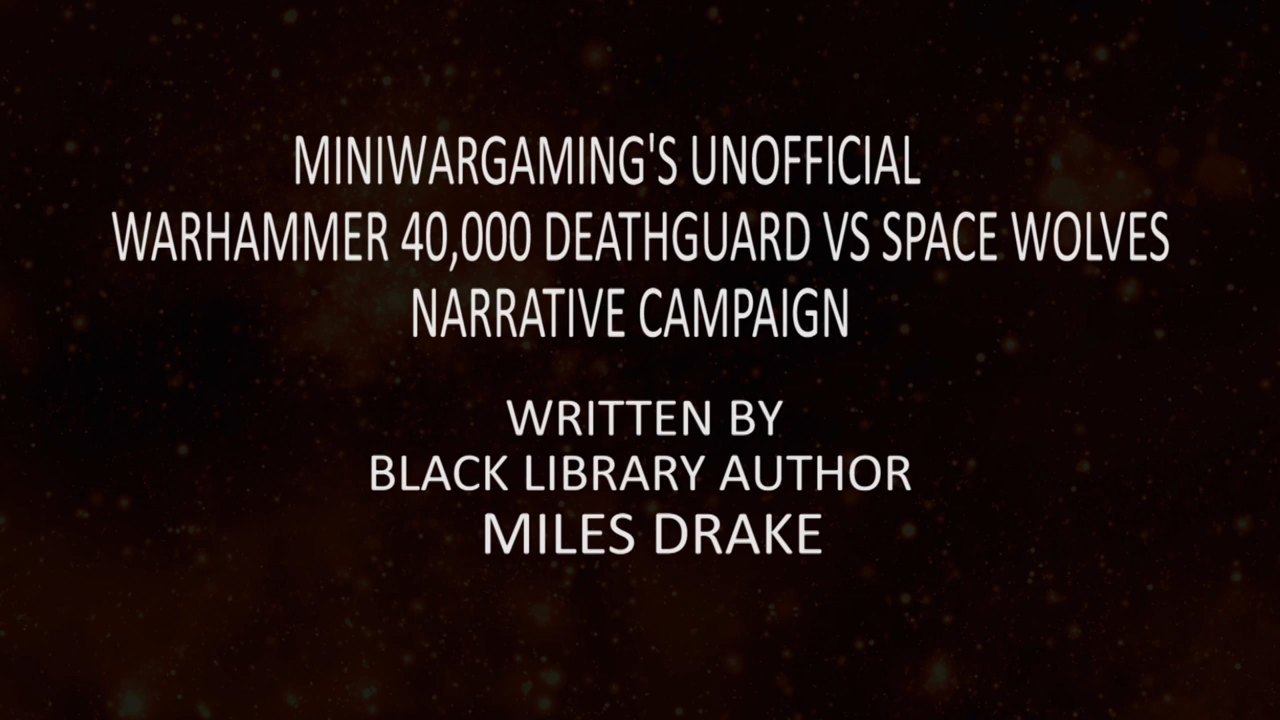 MINIWARGAMING'S UNOFFICIAL
WARHAMMER 40,000 DEATHGUARD VS SPACE WOLVES
NARRATIVE CAMPAIGN
WRITTEN BY
BLACK LIBRARY AUTHOR
MILES DRAKE